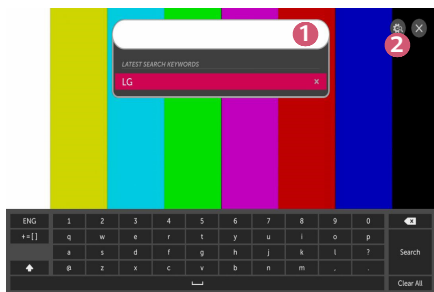 1
2
LATEST SEARCH KEYWORDS
LG x
ENG 1 2 3 4 5 6 7 8 9 0
+=[] q w e r t y u i o p
a s d f g h j k l ? Search
@ z x c v b n m , .
Clear All